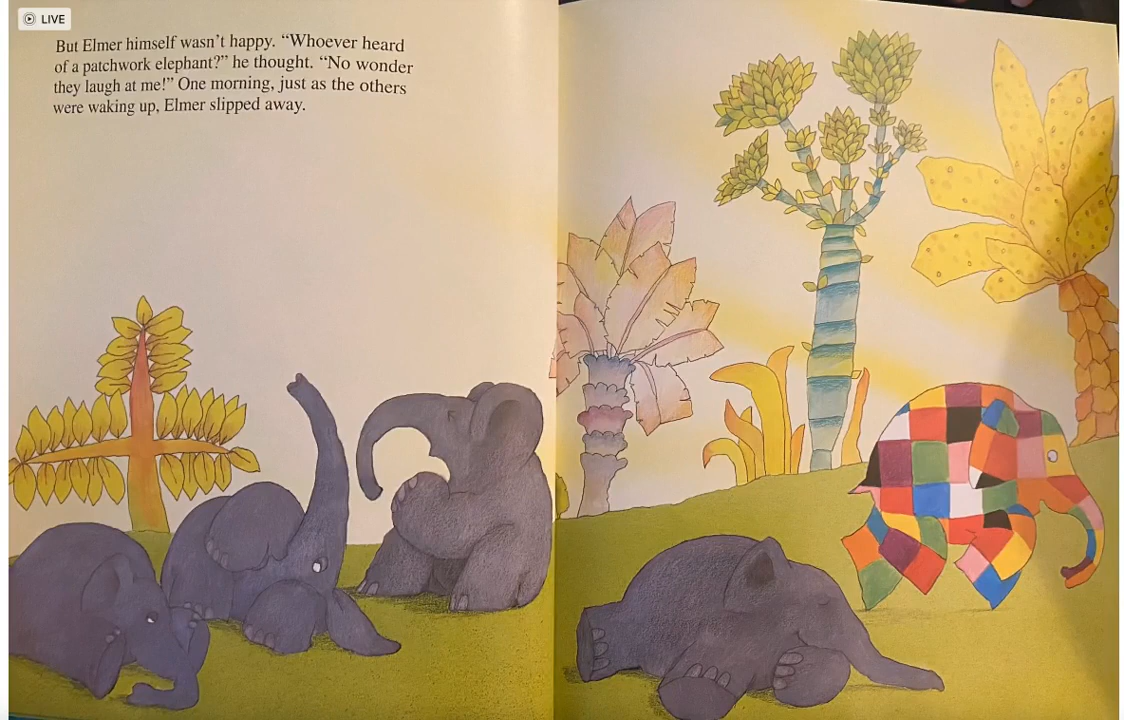 LIVE
But Elmer himself wasn't happy. "Whoever heard
of a patchwork elephant?" he thought. "No wonder
they laugh at me!" One morning, just as the others
were waking up, Elmer slipped away.